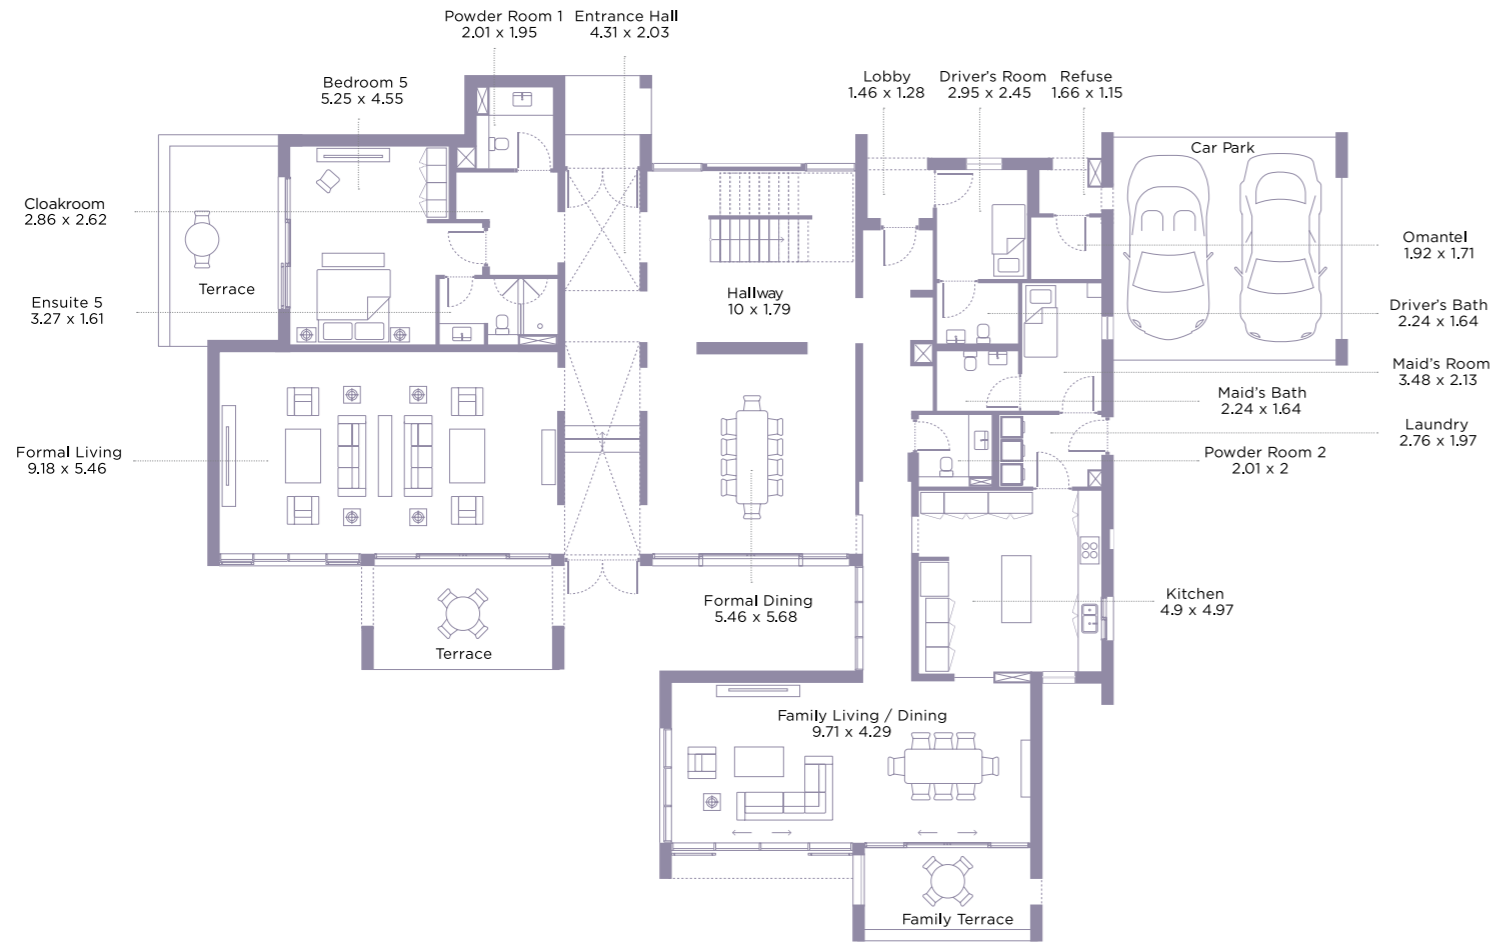 Powder Room 1
2.01 x 1.95
Entrance Hall
4.31 x 2.03
Bedroom 5
5.25 x 4.55
Lobby
1.46 x 1.28
Driver's Room
2.95 x 2.45
Refuse
1.66 x 1.15
Car Park
Cloakroom
2.86 x 2.62
Omantel
1.92 x 1.71
Terrace
Hallway
10 x 1.79
Ensuite 5
3.27 x 1.61
Driver's Bath
2.24 x 1.64
Maid's Room
3.48 x 2.13
Maid's Bath
2.24 x 1.64
Laundry
2.76 x 1.97
Formal Living
9.18 x 5.46
Powder Room 2
2.01 x 2
Formal Dining
5.46 x 5.68
Kitchen
4.9 x 4.97
Terrace
Family Living / Dining
9.71 x 4.29
Family Terrace